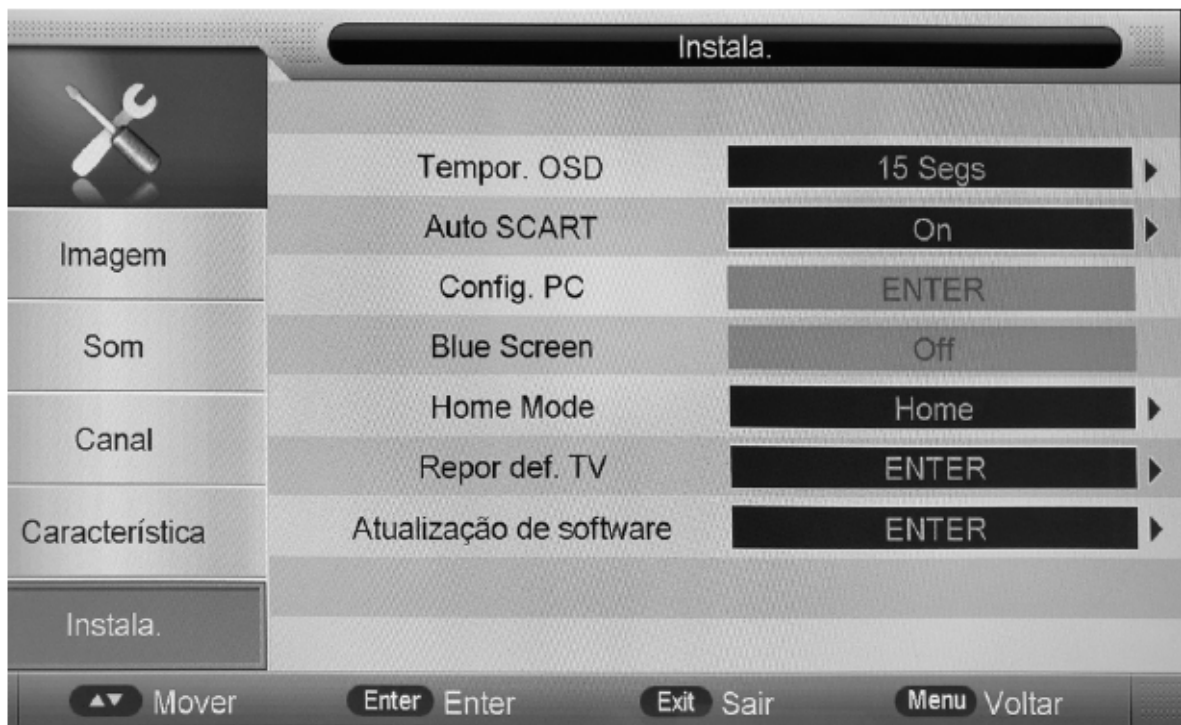 Instala.
Tempor. OSD 15 Segs
Auto SCART On
Config. PC ENTER
Blue Screen Off
Home Mode Home
Repor def. TV ENTER
Atualização de software ENTER
Imagem
Som
Canal
Característica
Instala.
▲▼ Mover Enter Enter Exit Sair Menu Voltar